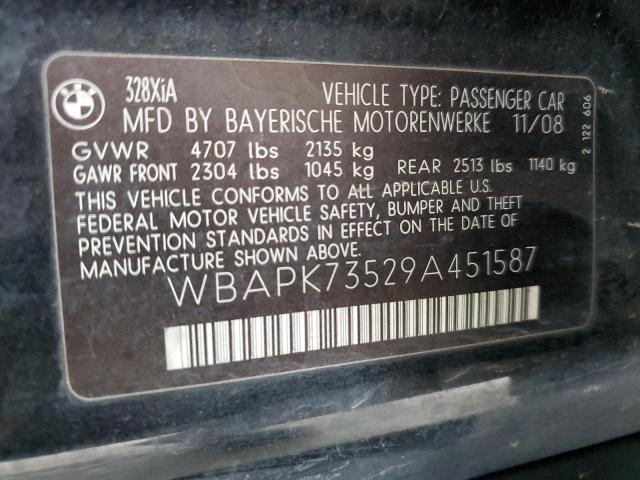 BMW
328XiA VEHICLE TYPE: PASSENGER CAR
MFD BY BAYERISCHE MOTORENWERKE 11/08
GVWR 4707 lbs 2135 kg
GAWR FRONT 2304 lbs 1045 kg REAR 2513 lbs 1140 kg
THIS VEHICLE CONFORMS TO ALL APPLICABLE U.S.
FEDERAL MOTOR VEHICLE SAFETY, BUMPER AND THEFT
PREVENTION STANDARDS IN EFFECT ON THE DATE OF
MANUFACTURE SHOWN ABOVE.
WBAPK73529A451587
2 122 606